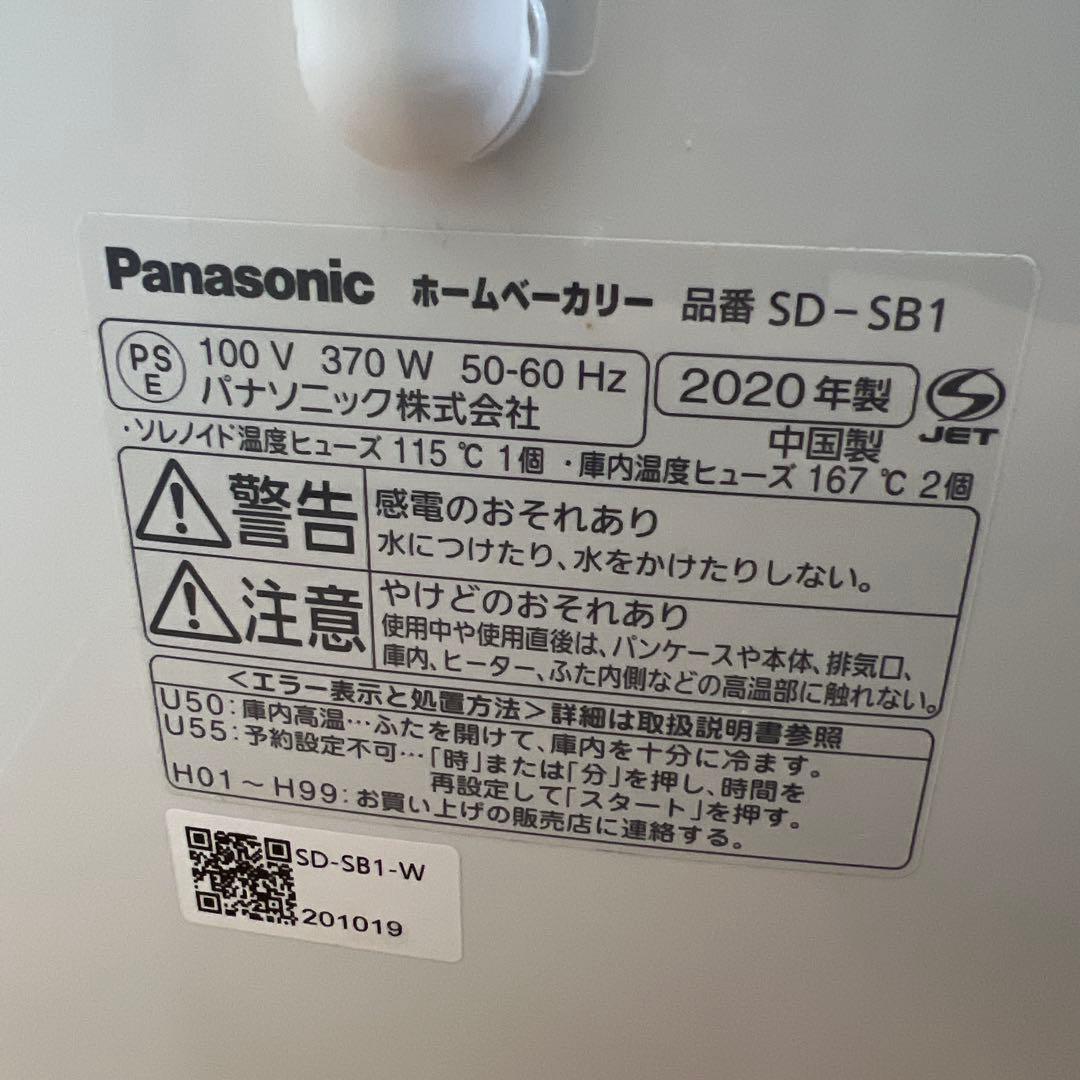 Panasonic ホームベーカリー 品番 SD-SB1
PSE 100 V 370 W 50-60 Hz 2020年製
パナソニック株式会社 中国製 JET
・ソレノイド温度ヒューズ 115 ℃ 1個 ・庫内温度ヒューズ 167 ℃ 2個
警告 感電のおそれあり
水につけたり、水をかけたりしない。
注意 やけどのおそれあり
使用中や使用直後は、パンケースや本体、排気口、
庫内、ヒーター、ふた内側などの高温部に触れない。
<エラー表示と処置方法>詳細は取扱説明書参照
U50:庫内高温…ふたを開けて、庫内を十分に冷ます。
U55:予約設定不可…「時」または「分」を押し、時間を
再設定して「スタート」を押す。
H01~H99:お買い上げの販売店に連絡する。
SD-SB1-W
201019